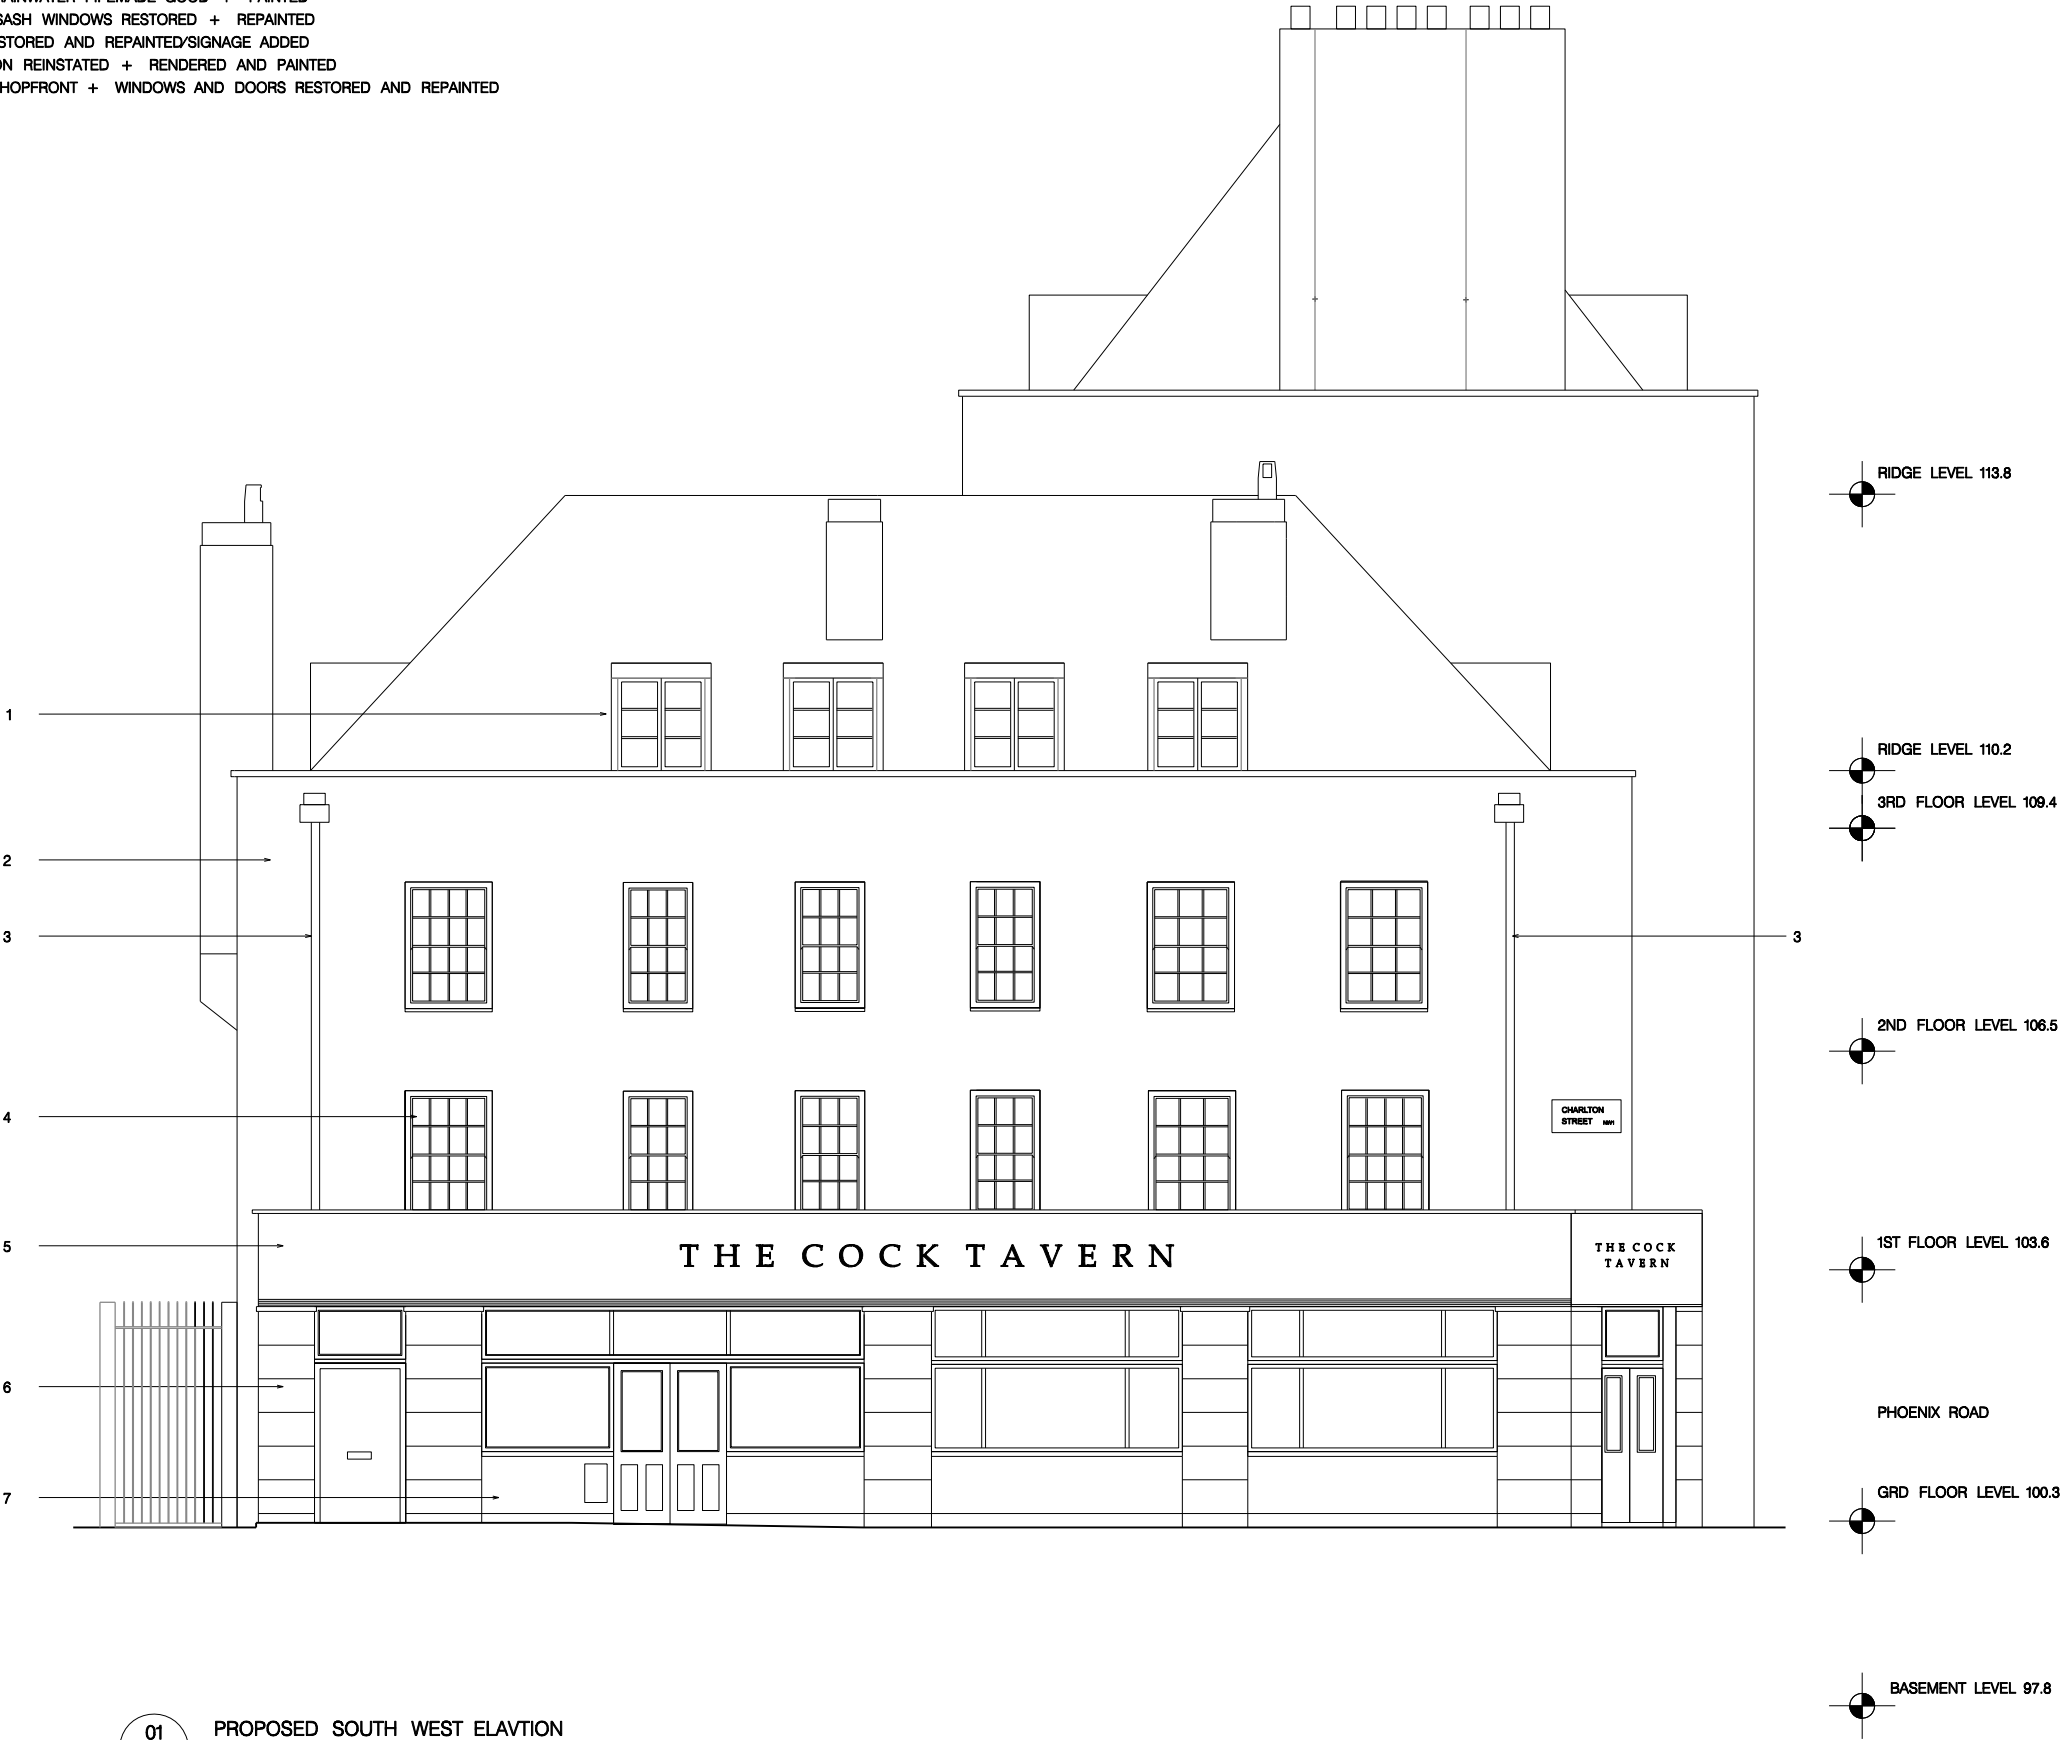 SASH WINDOWS RESTORED + REPAINTED
STORED AND REPAINTED/SIGNAGE ADDED
ON REINSTATED + RENDERED AND PAINTED
HOPFRONT + WINDOWS AND DOORS RESTORED AND REPAINTED
RIDGE LEVEL 113.8
1
RIDGE LEVEL 110.2
3RD FLOOR LEVEL 109.4
2
3
3
2ND FLOOR LEVEL 106.5
4
CHARLTON
STREET NW1
5
THE COCK TAVERN
THE COCK
TAVERN
1ST FLOOR LEVEL 103.6
6
PHOENIX ROAD
7
GRD FLOOR LEVEL 100.3
BASEMENT LEVEL 97.8
01
PROPOSED SOUTH WEST ELAVTION